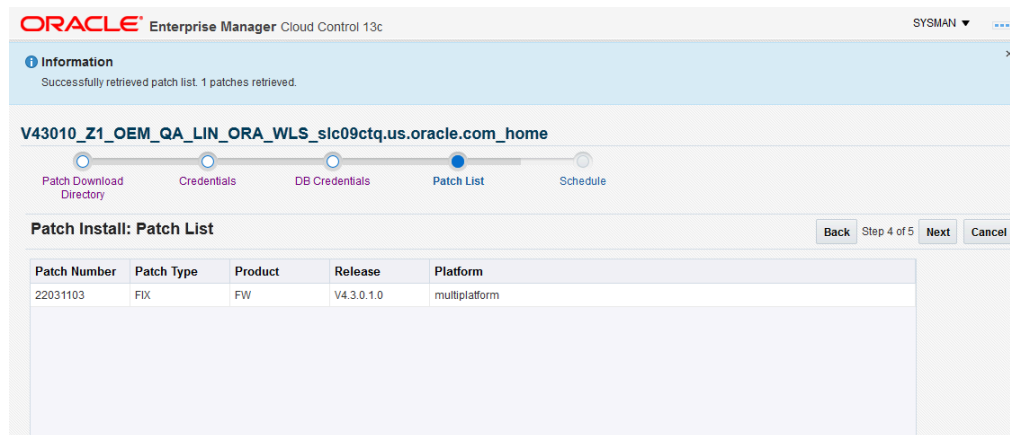 ORACLE Enterprise Manager Cloud Control 13c SYSMAN
Information
Successfully retrieved patch list. 1 patches retrieved.
V43010_Z1_OEM_QA_LIN_ORA_WLS_slc09ctq.us.oracle.com_home
Patch Download Directory Credentials DB Credentials Patch List Schedule
Patch Install: Patch List Back Step 4 of 5 Next Cancel
Patch Number Patch Type Product Release Platform
22031103 FIX FW V4.3.0.1.0 multiplatform